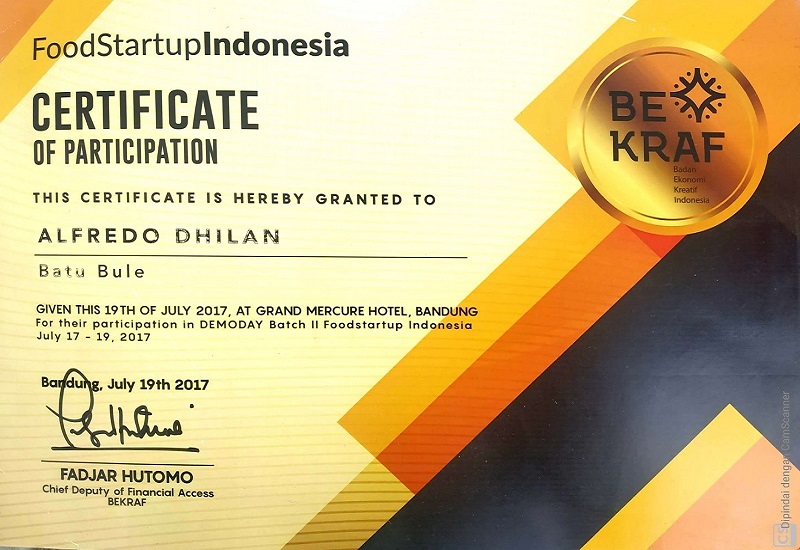 FoodStartupIndonesia
CERTIFICATE
OF PARTICIPATION
THIS CERTIFICATE IS HEREBY GRANTED TO
ALFREDO DHILAN
Batu Bule
GIVEN THIS 19TH OF JULY 2017, AT GRAND MERCURE HOTEL, BANDUNG
For their participation in DEMODAY Batch II Foodstartup Indonesia
July 17 - 19, 2017
Bandung, July 19th 2017
FADJAR HUTOMO
Chief Deputy of Financial Access
BEKRAF
BE
KRAF
Badan
Ekonomi
Kreatif
Indonesia
CS Dipindai dengan CamScanner